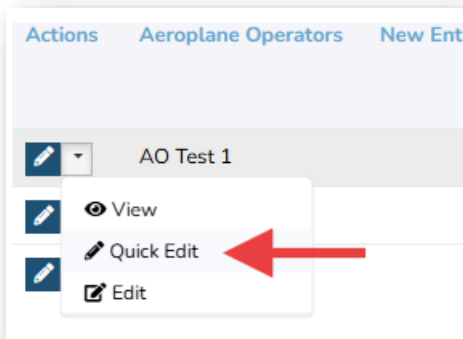 Actions Aeroplane Operators New Ent
AO Test 1
View
Quick Edit
Edit